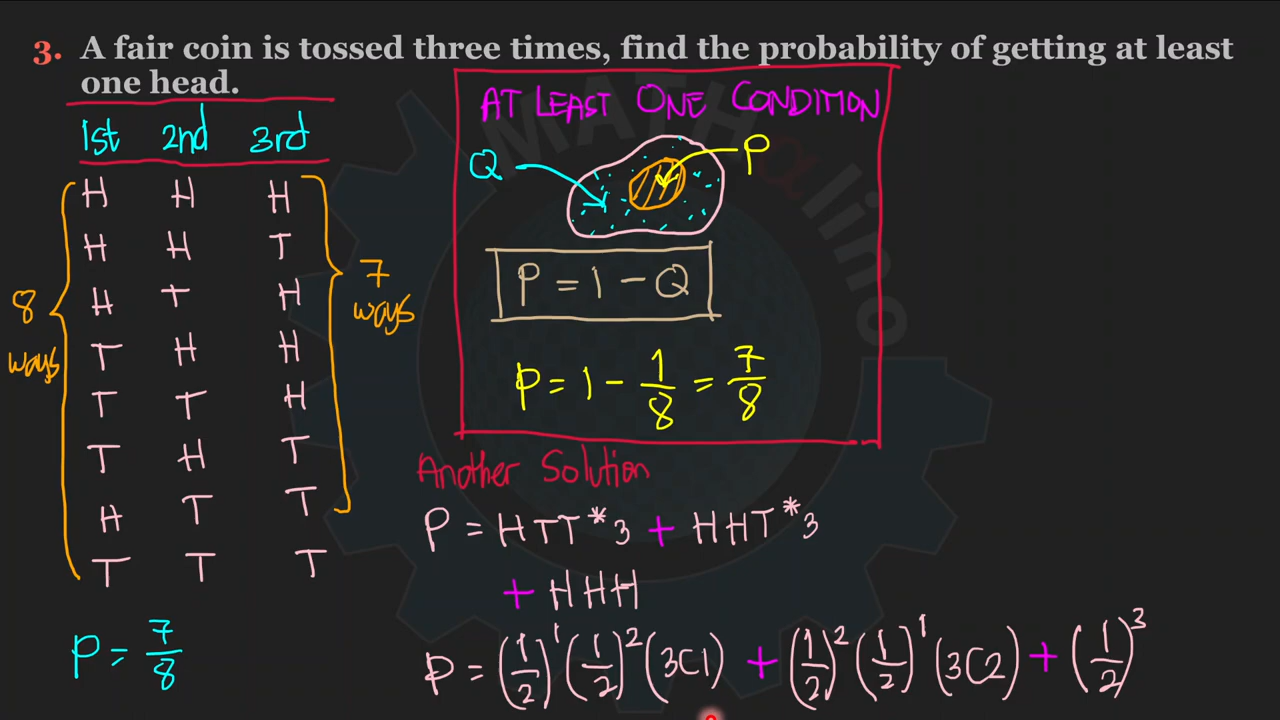 3. A fair coin is tossed three times, find the probability of getting at least
one head.
1st 2nd 3rd
H H H
H H T
H T H
T H H
T T H
T H T
H T T
T T T
8
ways
7
ways
P = 7/8
AT LEAST ONE CONDITION
Q
P
P = 1 - Q
P = 1 - 1/8 = 7/8
Another Solution
P = HTT * 3 + HHT * 3
+ HHH
P = (1/2)^1 (1/2)^2 (3C1) + (1/2)^2 (1/2)^1 (3C2) + (1/2)^3
MATHalino